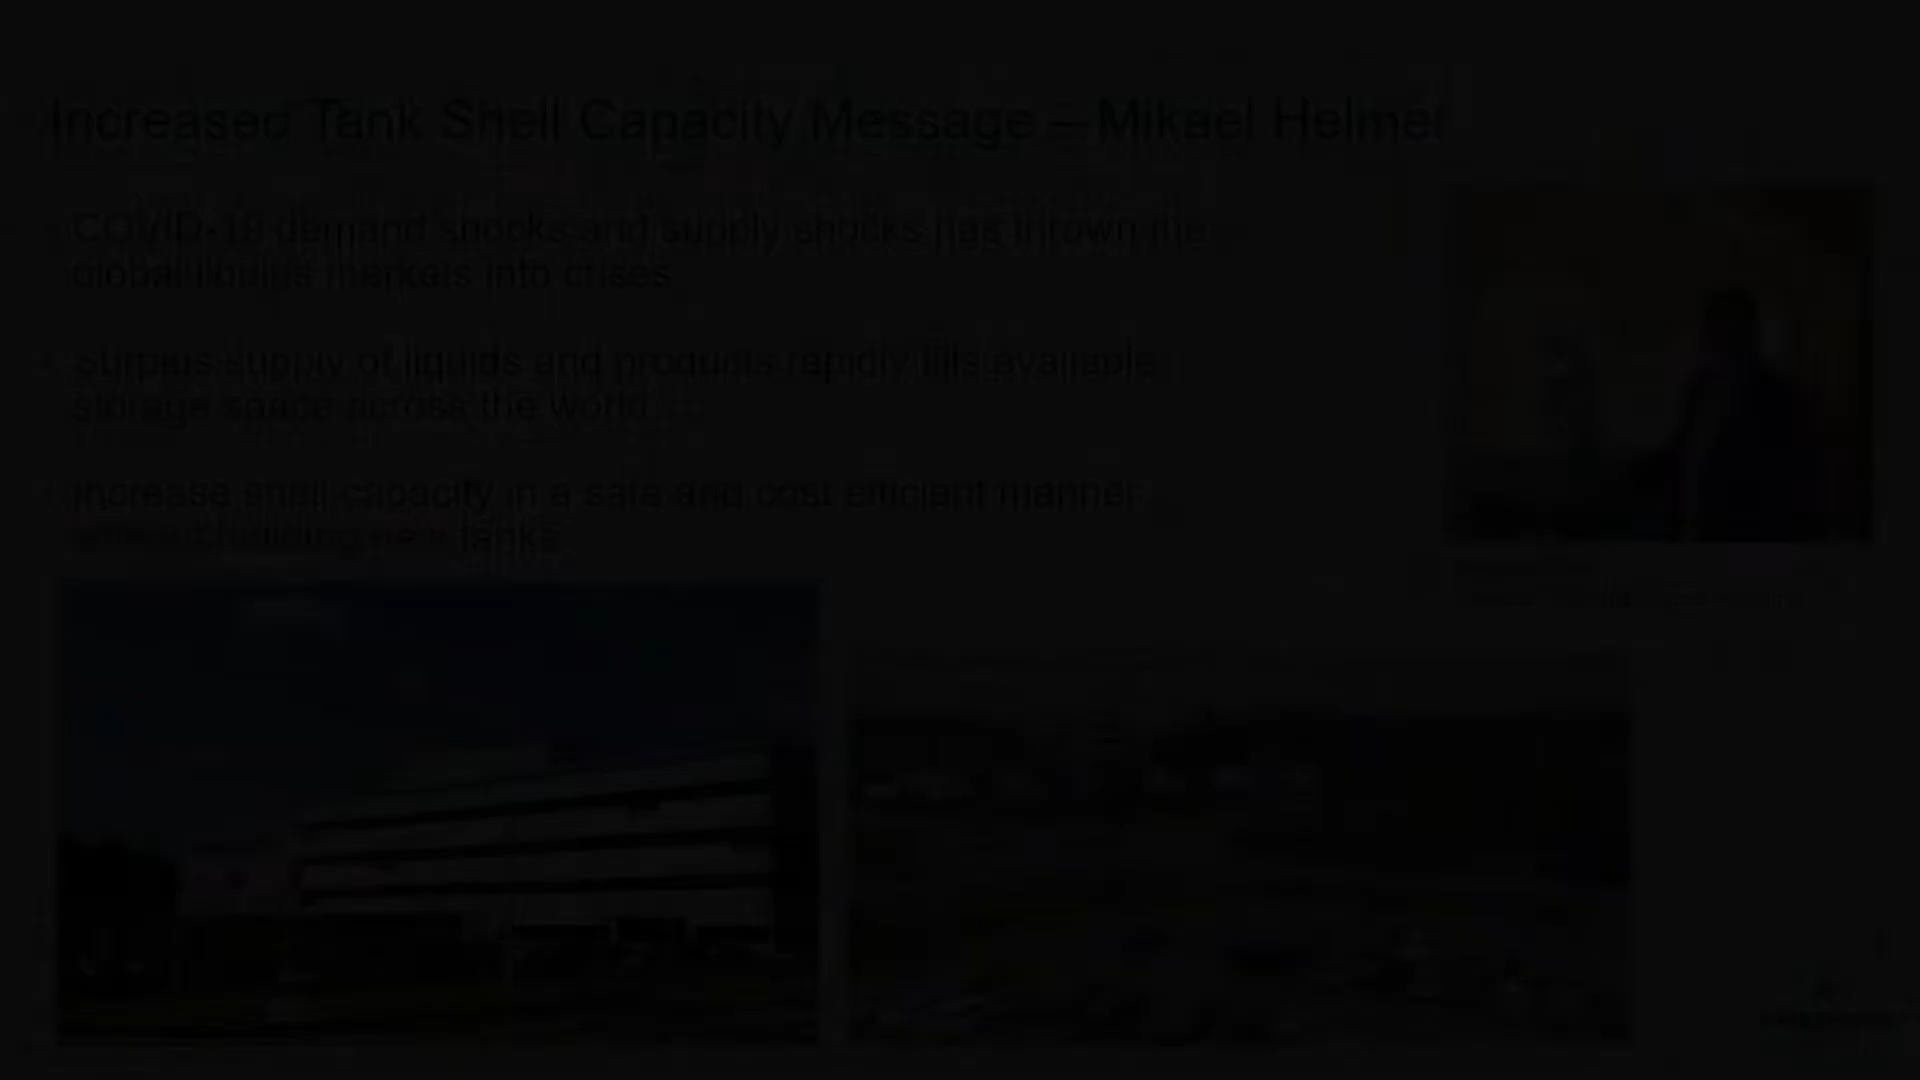 Increased Tank Shell Capacity Message – Mikael Helmer
COVID-19 demand shocks and supply shocks has thrown the
global liquids markets into crises
Surplus supply of liquids and products rapidly fills available
storage space across the world
Increase shell capacity in a safe and cost efficient manner
without building new tanks